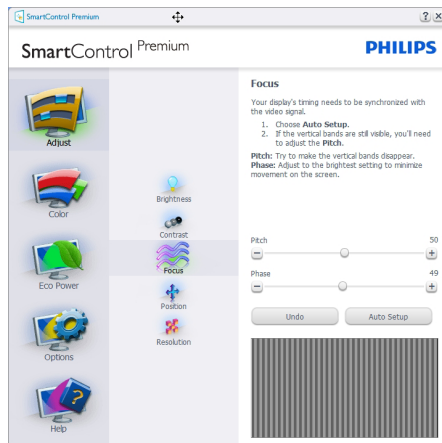 SmartControl Premium
SmartControl Premium
PHILIPS
Adjust
Color
Eco Power
Options
Help
Brightness
Contrast
Focus
Position
Resolution
Focus
Your display's timing needs to be synchronized with
the video signal.
1. Choose Auto Setup.
2. If the vertical bands are still visible, you'll need
to adjust the Pitch.
Pitch: Try to make the vertical bands disappear.
Phase: Adjust to the brightest setting to minimize
movement on the screen.
Pitch 50
Phase 49
Undo Auto Setup